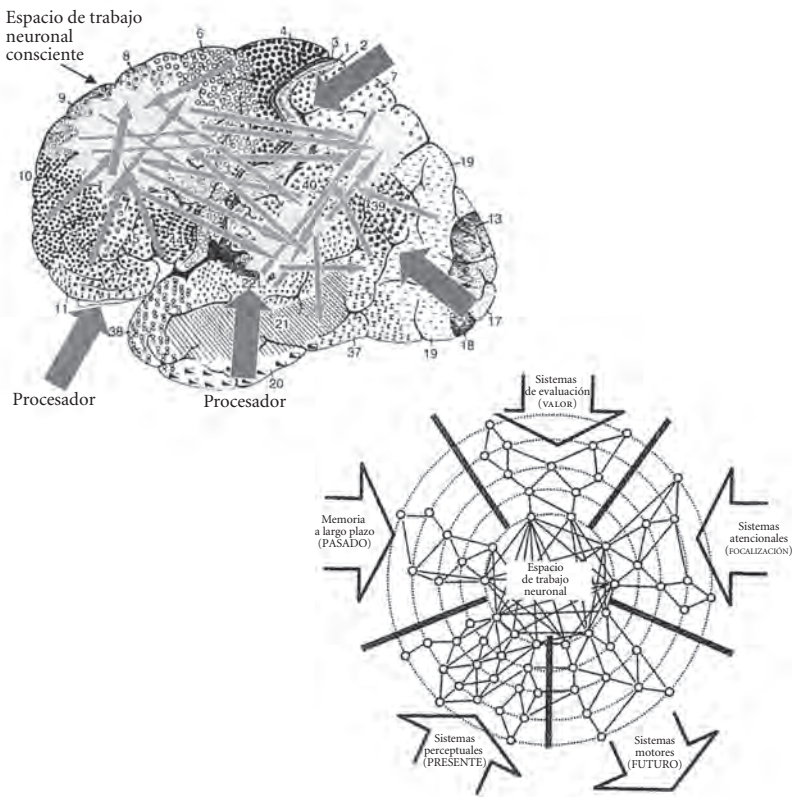 Espacio de trabajo
neuronal
consciente
4
6
3
1
2
8
7
9
10
19
40
39
13
22
11
38
21
17
18
19
37
20
Procesador
Procesador
Sistemas
de evaluación
(VALOR)
Memoria
a largo plazo
(PASADO)
Sistemas
atencionales
(FOCALIZACIÓN)
Espacio
de trabajo
neuronal
Sistemas
perceptuales
(PRESENTE)
Sistemas
motores
(FUTURO)